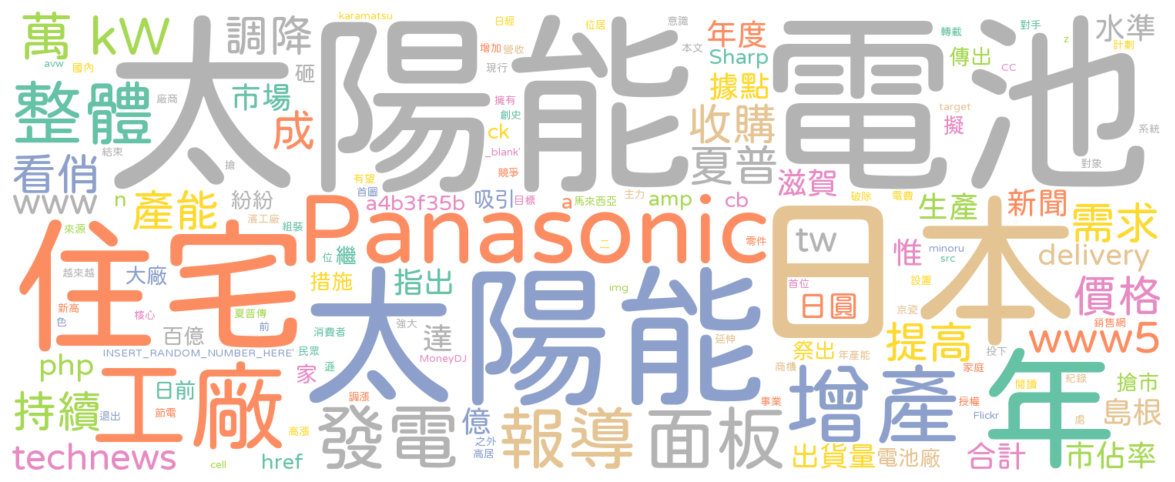 太陽能電池
萬 kW
調降
karamatsu
日經
位居
意識
轉載
對手
z
計劃
水準
avw
國內
砸
增加
營收
本文
年度
Sharp
傳出
cc
整體
廠商
市場
現行
據點
擬
target
系統
成
擁有
創史
ck
收購
結束
搶
_blank'
競爭
夏普
對象
看俏
www
n
產能
紛紛
有望
首圖
a4b3f35b
吸引
目標
a
馬來西亞
主力
amp
cb
滋賀
破除
電費
生產
新聞
需求
住宅
Panasonic
日本
tw
來源
濱工廠
組裝
位
繼
二
零件
惟
minoru
src
delivery
越來越
大廠
措施
指出
太陽能
img
首位
設置
價格
新高
核心
色
夏普傳
前
日圓
京瓷
銷售網
百億
消費者
強大
達
延伸
提高
www5
INSERT_RANDOM_NUMBER_HERE'
民眾
MoneyDJ
祭出
年產能
投下
php
工廠
日前
家
遜
商機
家庭
增產
年
閱讀
紀錄
搶市
持續
退出
節電
調漲
發電
億
報導
面板
事業
授權
Flickr
處
島根
technews
高漲
cell
href
之外
高居
出貨量
電池廠
合計
市佔率